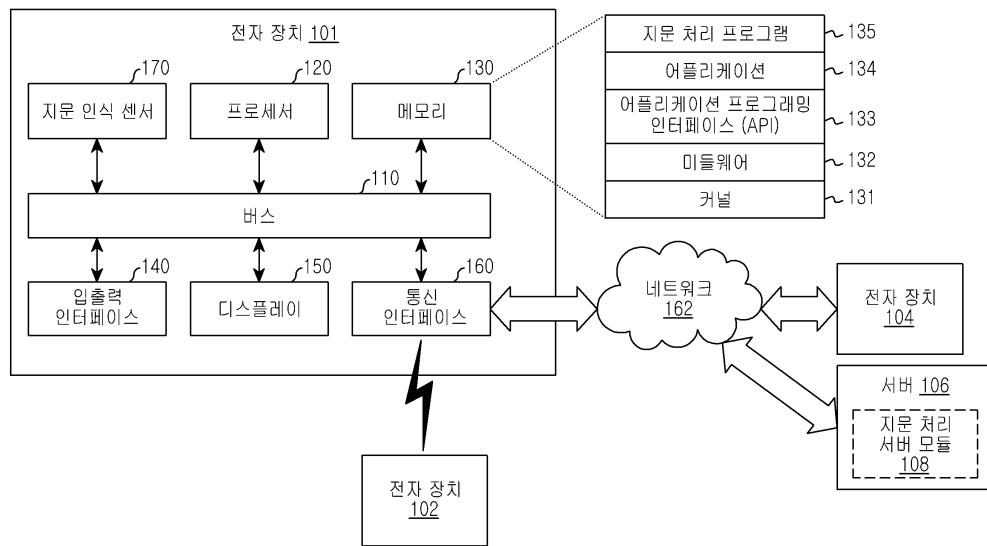 전자 장치 101
170
120
130
지문 인식 센서
프로세서
메모리
110
버스
140
150
160
입출력
인터페이스
디스플레이
통신
인터페이스
지문 처리 프로그램
135
어플리케이션
134
어플리케이션 프로그래밍
인터페이스 (API)
133
미들웨어
132
커널
131
네트워크
162
전자 장치
104
서버 106
지문 처리
서버 모듈
108
전자 장치
102